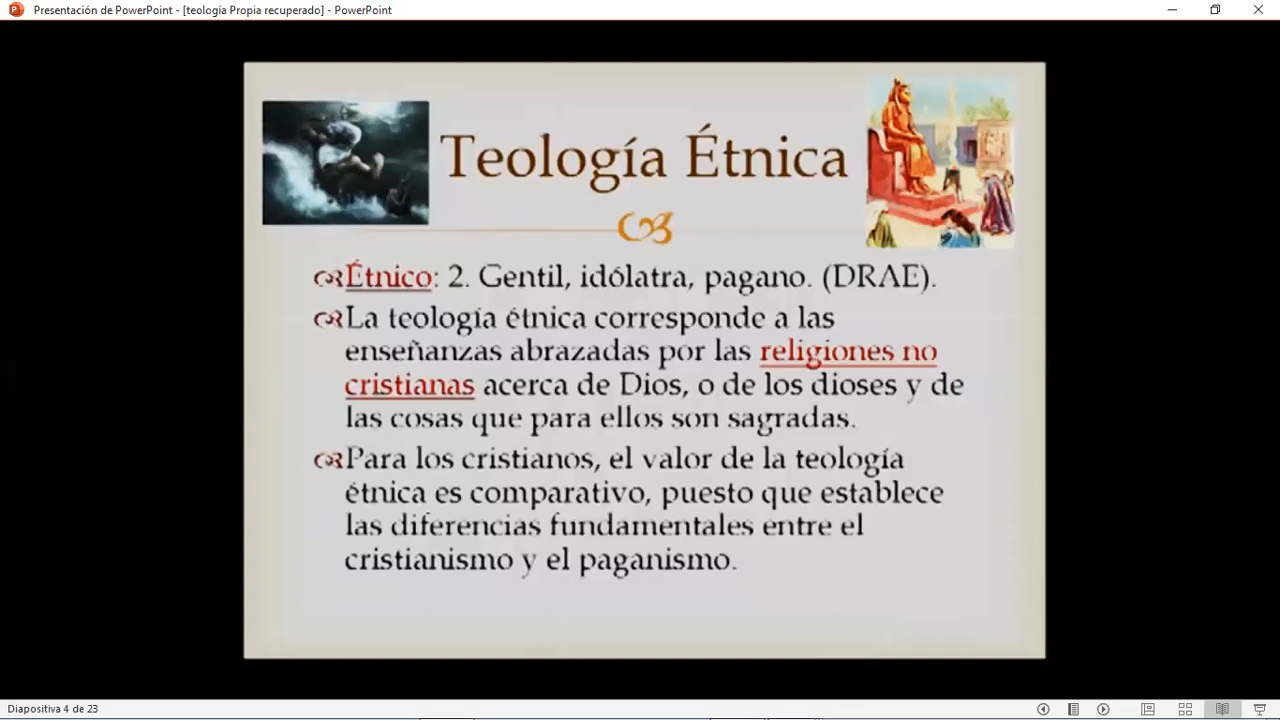 Presentación de PowerPoint - [teología Propia recuperado] - PowerPoint
Teología Étnica
Étnico: 2. Gentil, idólatra, pagano. (DRAE).
La teología étnica corresponde a las
enseñanzas abrazadas por las religiones no
cristianas acerca de Dios, o de los dioses y de
las cosas que para ellos son sagradas.
Para los cristianos, el valor de la teología
étnica es comparativo, puesto que establece
las diferencias fundamentales entre el
cristianismo y el paganismo.
Diapositiva 4 de 23